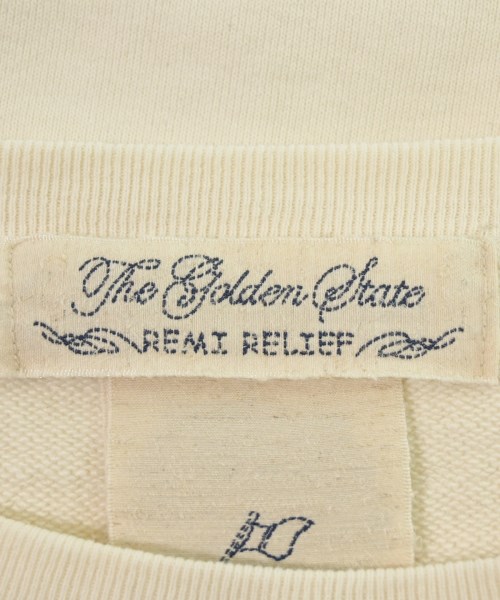 The Golden State
REMI RELIEF